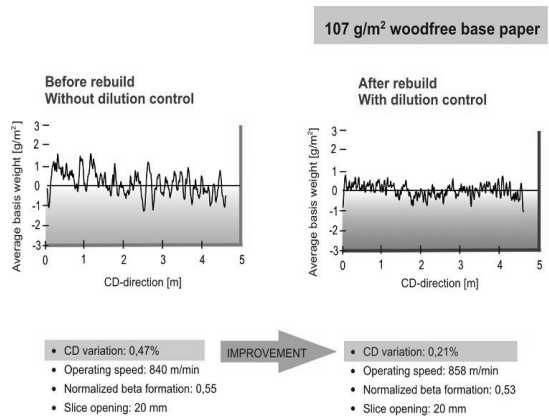 107 g/m² woodfree base paper
Before rebuild
Without dilution control
Average basis weight [g/m²]
3
2
1
0
-1
-2
-3
0 1 2 3 4 5
CD-direction [m]
After rebuild
With dilution control
Average basis weight [g/m²]
3
2
1
0
-1
-2
-3
0 1 2 3 4 5
CD-direction [m]
• CD variation: 0,47%
• Operating speed: 840 m/min
• Normalized beta formation: 0,55
• Slice opening: 20 mm
IMPROVEMENT
• CD variation: 0,21%
• Operating speed: 858 m/min
• Normalized beta formation: 0,53
• Slice opening: 20 mm